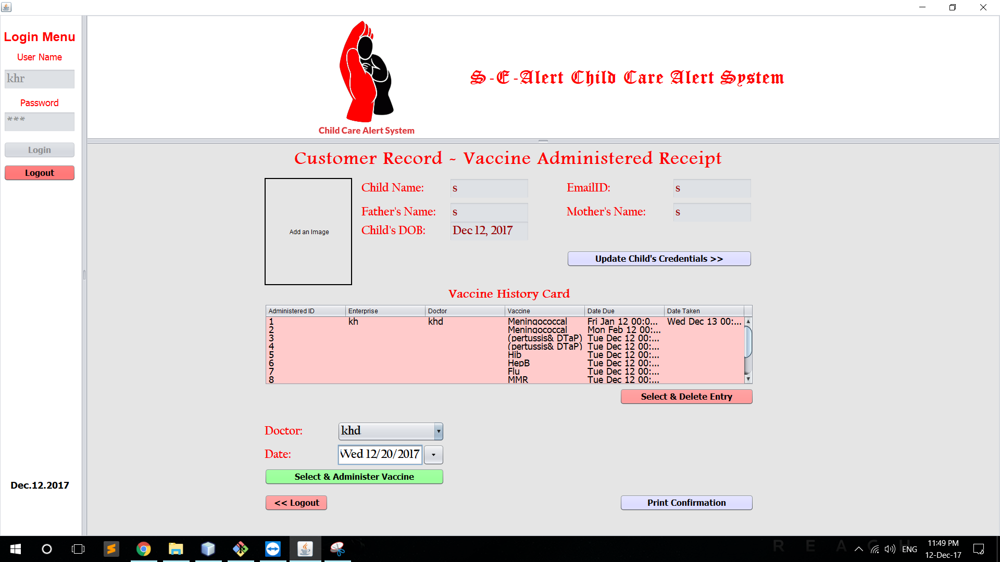 Login Menu
User Name
khr
Password
***
Login
Logout
Dec.12.2017
Child Care Alert System
S-E-Alert Child Care Alert System
Customer Record - Vaccine Administered Receipt
Add an Image
Child Name: s EmailID: s
Father's Name: s Mother's Name: s
Child's DOB: Dec 12, 2017
Update Child's Credentials >>
Vaccine History Card
Administered ID Enterprise Doctor Vaccine Date Due Date Taken
1 kh khd Meningococcal Fri Jan 12 00:0... Wed Dec 13 00:...
2 Meningococcal Mon Feb 12 00:...
3 (pertussis& DTaP) Tue Dec 12 00:...
4 (pertussis& DTaP) Tue Dec 12 00:...
5 Hib Tue Dec 12 00:...
6 HepB Tue Dec 12 00:...
7 Flu Tue Dec 12 00:...
8 MMR Tue Dec 12 00:...
Select & Delete Entry
Doctor: khd
Date: Wed 12/20/2017
Select & Administer Vaccine
<< Logout Print Confirmation
R E A C H
ENG
11:49 PM
12-Dec-17